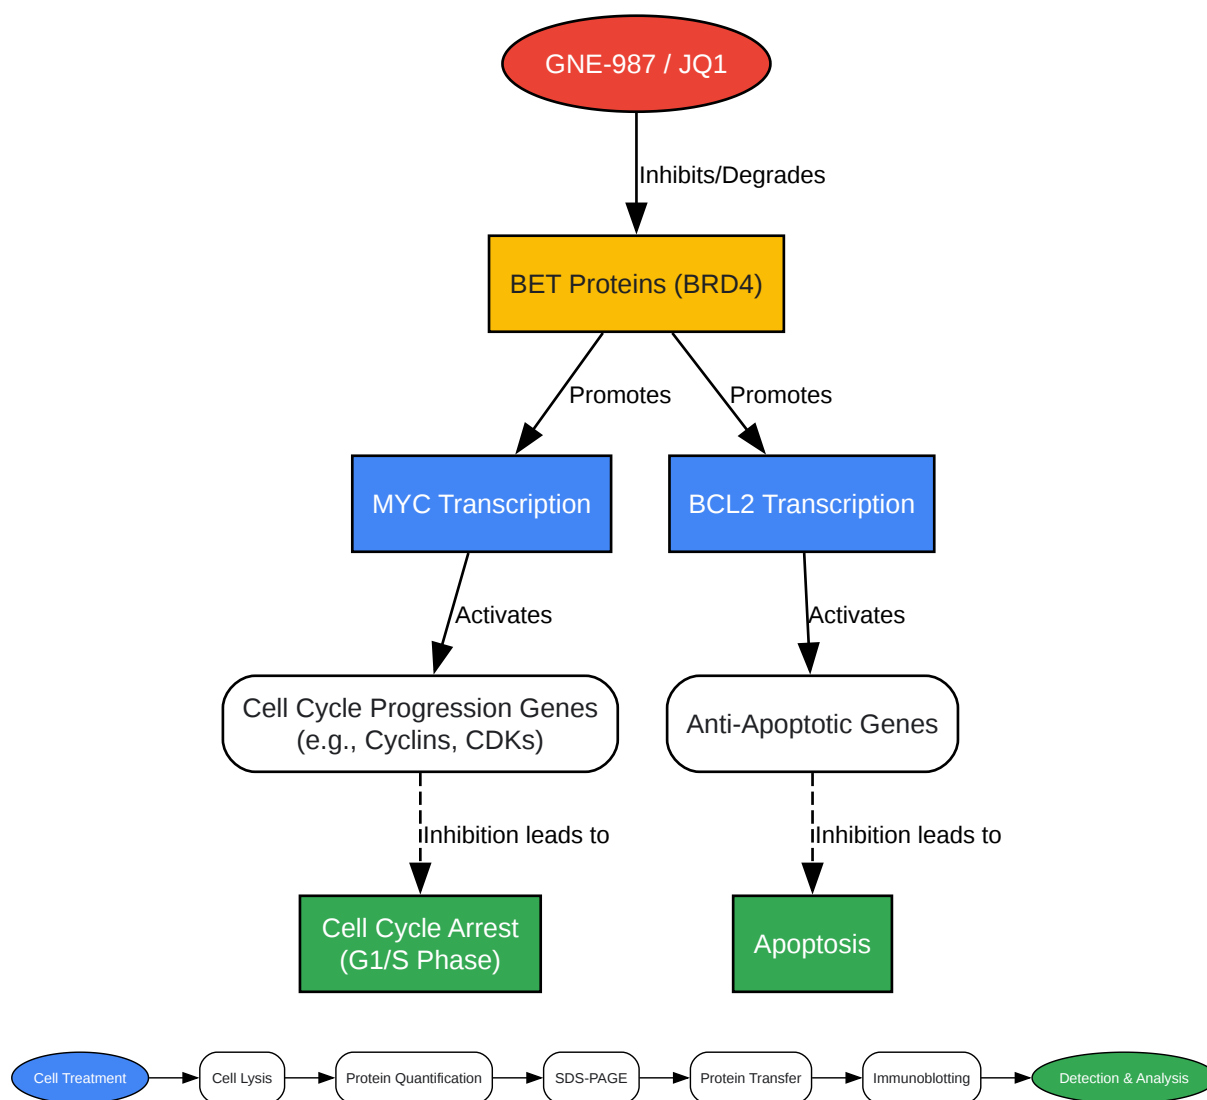 GNE-987 / JQ1
Inhibits/Degrades
BET Proteins (BRD4)
Promotes
Promotes
MYC Transcription
BCL2 Transcription
Activates
Activates
Cell Cycle Progression Genes
(e.g., Cyclins, CDKs)
Anti-Apoptotic Genes
Inhibition leads to
Inhibition leads to
Cell Cycle Arrest
(G1/S Phase)
Apoptosis
Cell Treatment
Cell Lysis
Protein Quantification
SDS-PAGE
Protein Transfer
Immunoblotting
Detection & Analysis